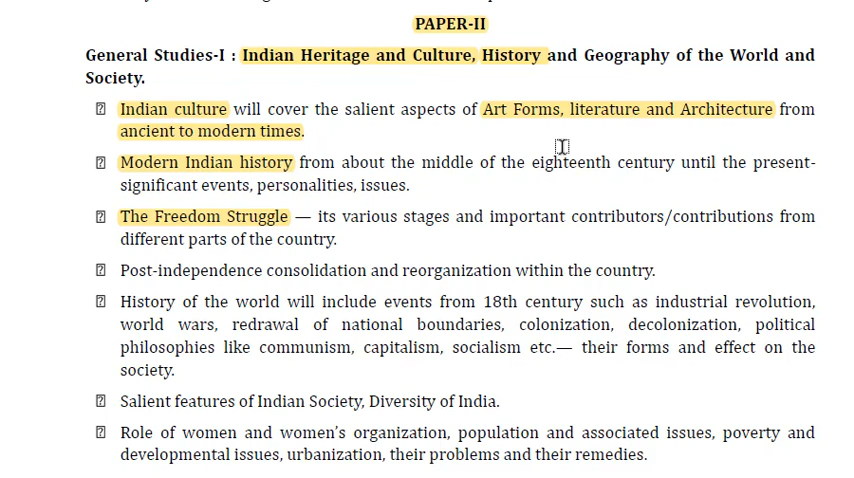 PAPER-II
General Studies-I : Indian Heritage and Culture, History and Geography of the World and
Society.
Indian culture will cover the salient aspects of Art Forms, literature and Architecture from
ancient to modern times.
Modern Indian history from about the middle of the eighteenth century until the present-
significant events, personalities, issues.
The Freedom Struggle — its various stages and important contributors/contributions from
different parts of the country.
Post-independence consolidation and reorganization within the country.
History of the world will include events from 18th century such as industrial revolution,
world wars, redrawal of national boundaries, colonization, decolonization, political
philosophies like communism, capitalism, socialism etc.— their forms and effect on the
society.
Salient features of Indian Society, Diversity of India.
Role of women and women’s organization, population and associated issues, poverty and
developmental issues, urbanization, their problems and their remedies.